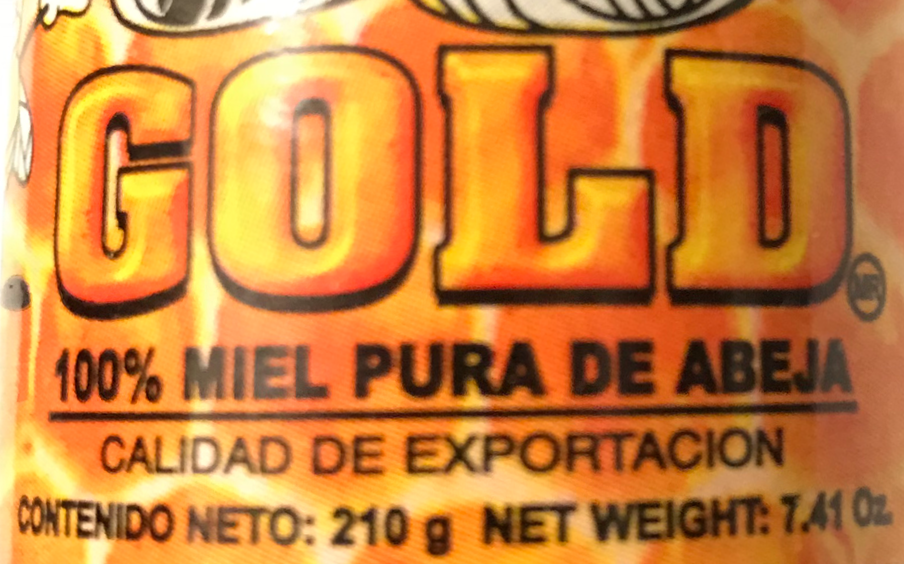 GOLD MR
100% MIEL PURA DE ABEJA
CALIDAD DE EXPORTACION
CONTENIDO NETO: 210 g NET WEIGHT: 7.41 Oz.